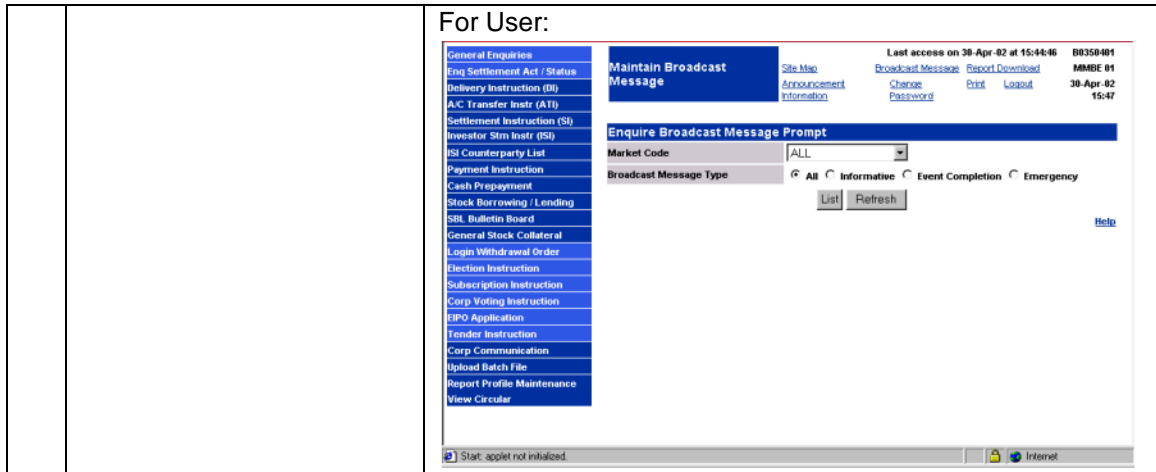 For User:
General Enquiries
Enq Settlement Act / Status
Delivery Instruction (DI)
A/C Transfer Instr (ATI)
Settlement Instruction (SI)
Investor Stm Instr (ISI)
ISI Counterparty List
Payment Instruction
Cash Prepayment
Stock Borrowing / Lending
SBL Bulletin Board
General Stock Collateral
Login Withdrawal Order
Election Instruction
Subscription Instruction
Corp Voting Instruction
EIPO Application
Tender Instruction
Corp Communication
Upload Batch File
Report Profile Maintenance
View Circular
Maintain Broadcast
Message
Last access on 30-Apr-02 at 15:44:46 B0350401
Site Map Broadcast Message Report Download MMBE 01
Announcement Change Print Logout 30-Apr-02
Information Password 15:47
Enquire Broadcast Message Prompt
Market Code ALL
Broadcast Message Type All Informative Event Completion Emergency
List Refresh
Help
Start: applet not initialized. Internet